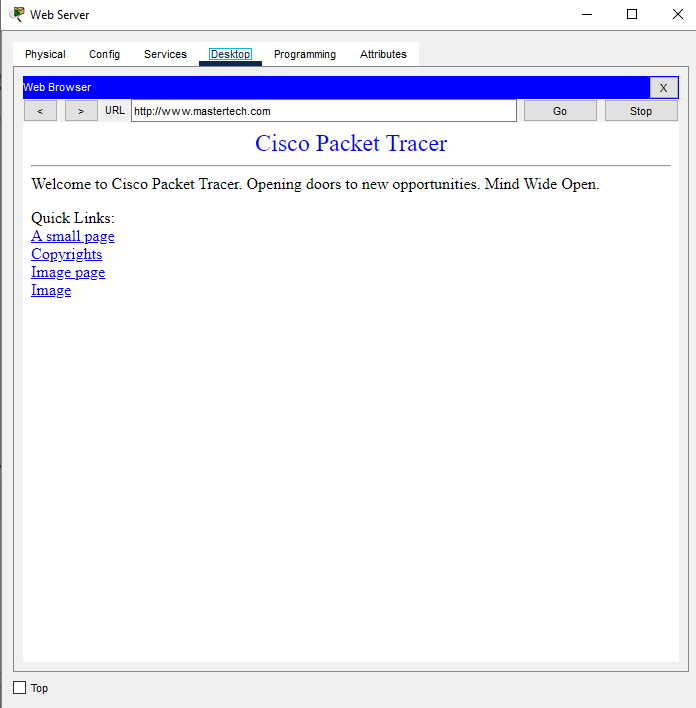 Web Server
Physical Config Services Desktop Programming Attributes
Web Browser X
< > URL http://www.mastertech.com Go Stop
Cisco Packet Tracer
Welcome to Cisco Packet Tracer. Opening doors to new opportunities. Mind Wide Open.
Quick Links:
A small page
Copyrights
Image page
Image
Top